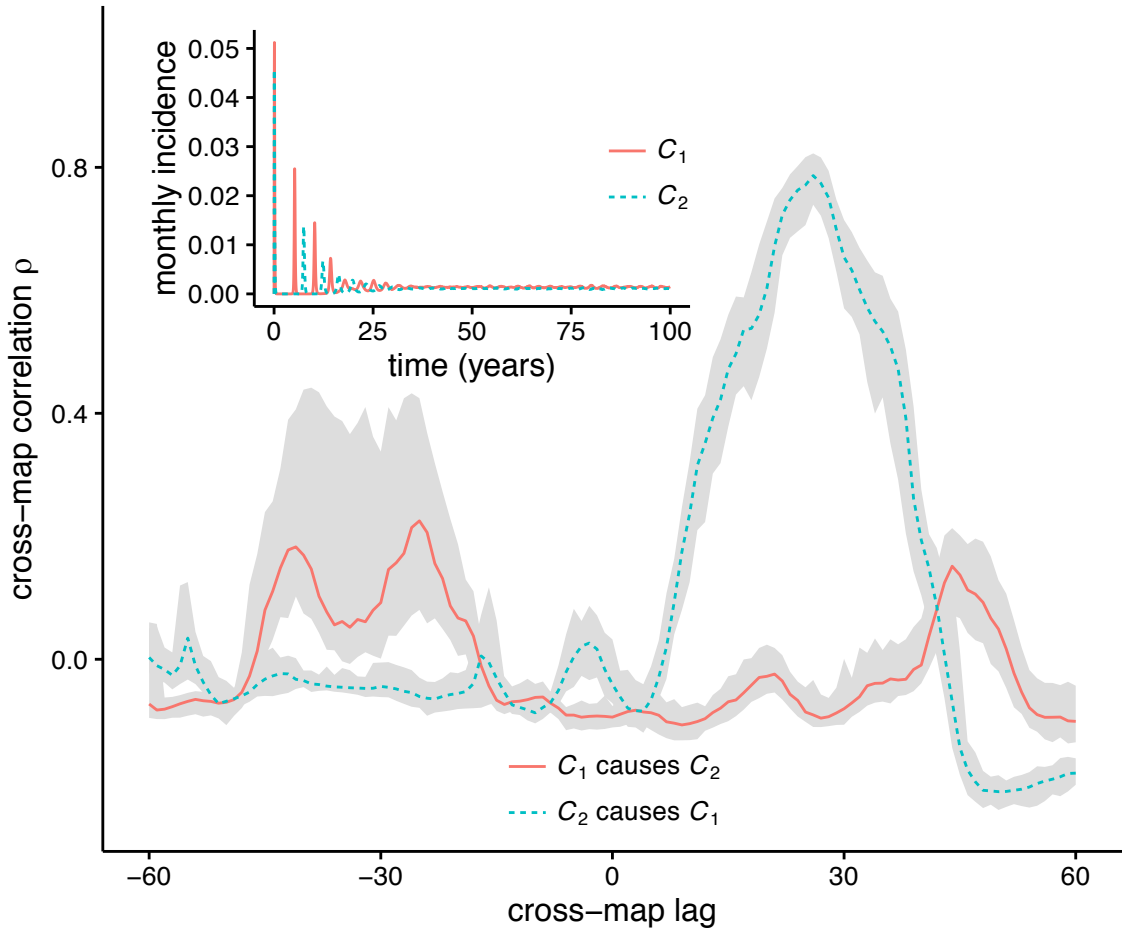 cross−map correlation ρ
0.8
0.4
0.0
monthly incidence
0.05
0.04
0.03
0.02
0.01
0.00
C1
C2
0 25 50 75 100
time (years)
C1 causes C2
C2 causes C1
−60 −30 0 30 60
cross−map lag